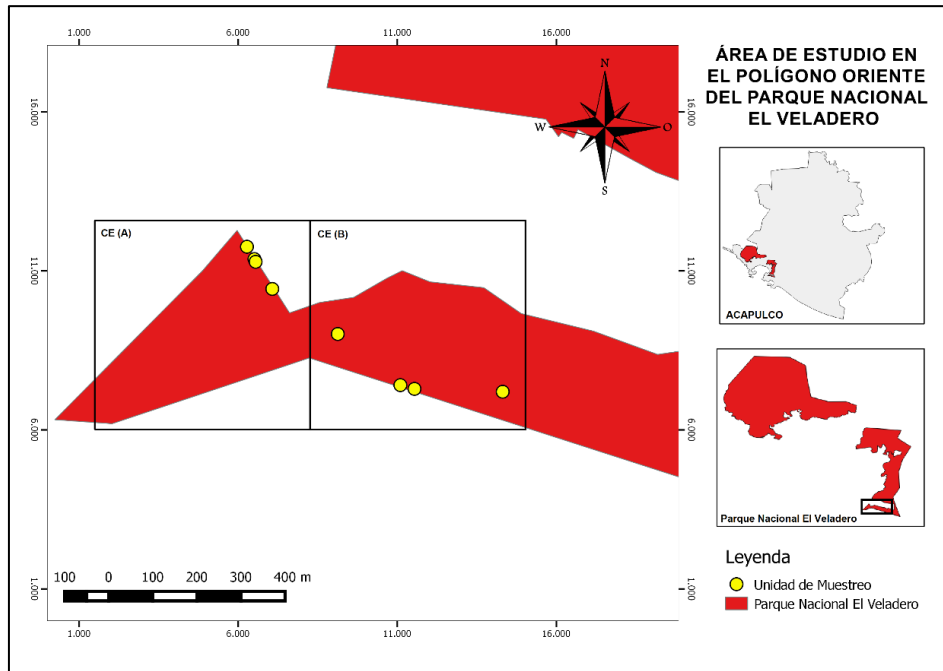 1.000 6.000 11.000 16.000
ÁREA DE ESTUDIO EN
EL POLÍGONO ORIENTE
DEL PARQUE NACIONAL
EL VELADERO
16.000
16.000
N
W
O
S
CE (A)
CE (B)
11.000
11.000
ACAPULCO
6.000
6.000
Parque Nacional El Veladero
Leyenda
Unidad de Muestreo
Parque Nacional El Veladero
100 0 100 200 300 400 m
1.000
1.000
1.000 6.000 11.000 16.000